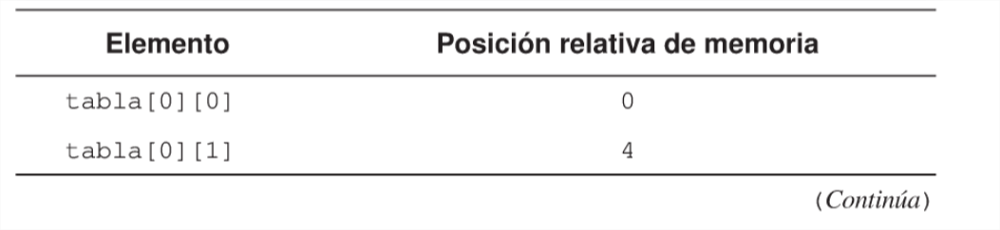 Elemento Posición relativa de memoria
tabla[0][0] 0
tabla[0][1] 4
(Continúa)